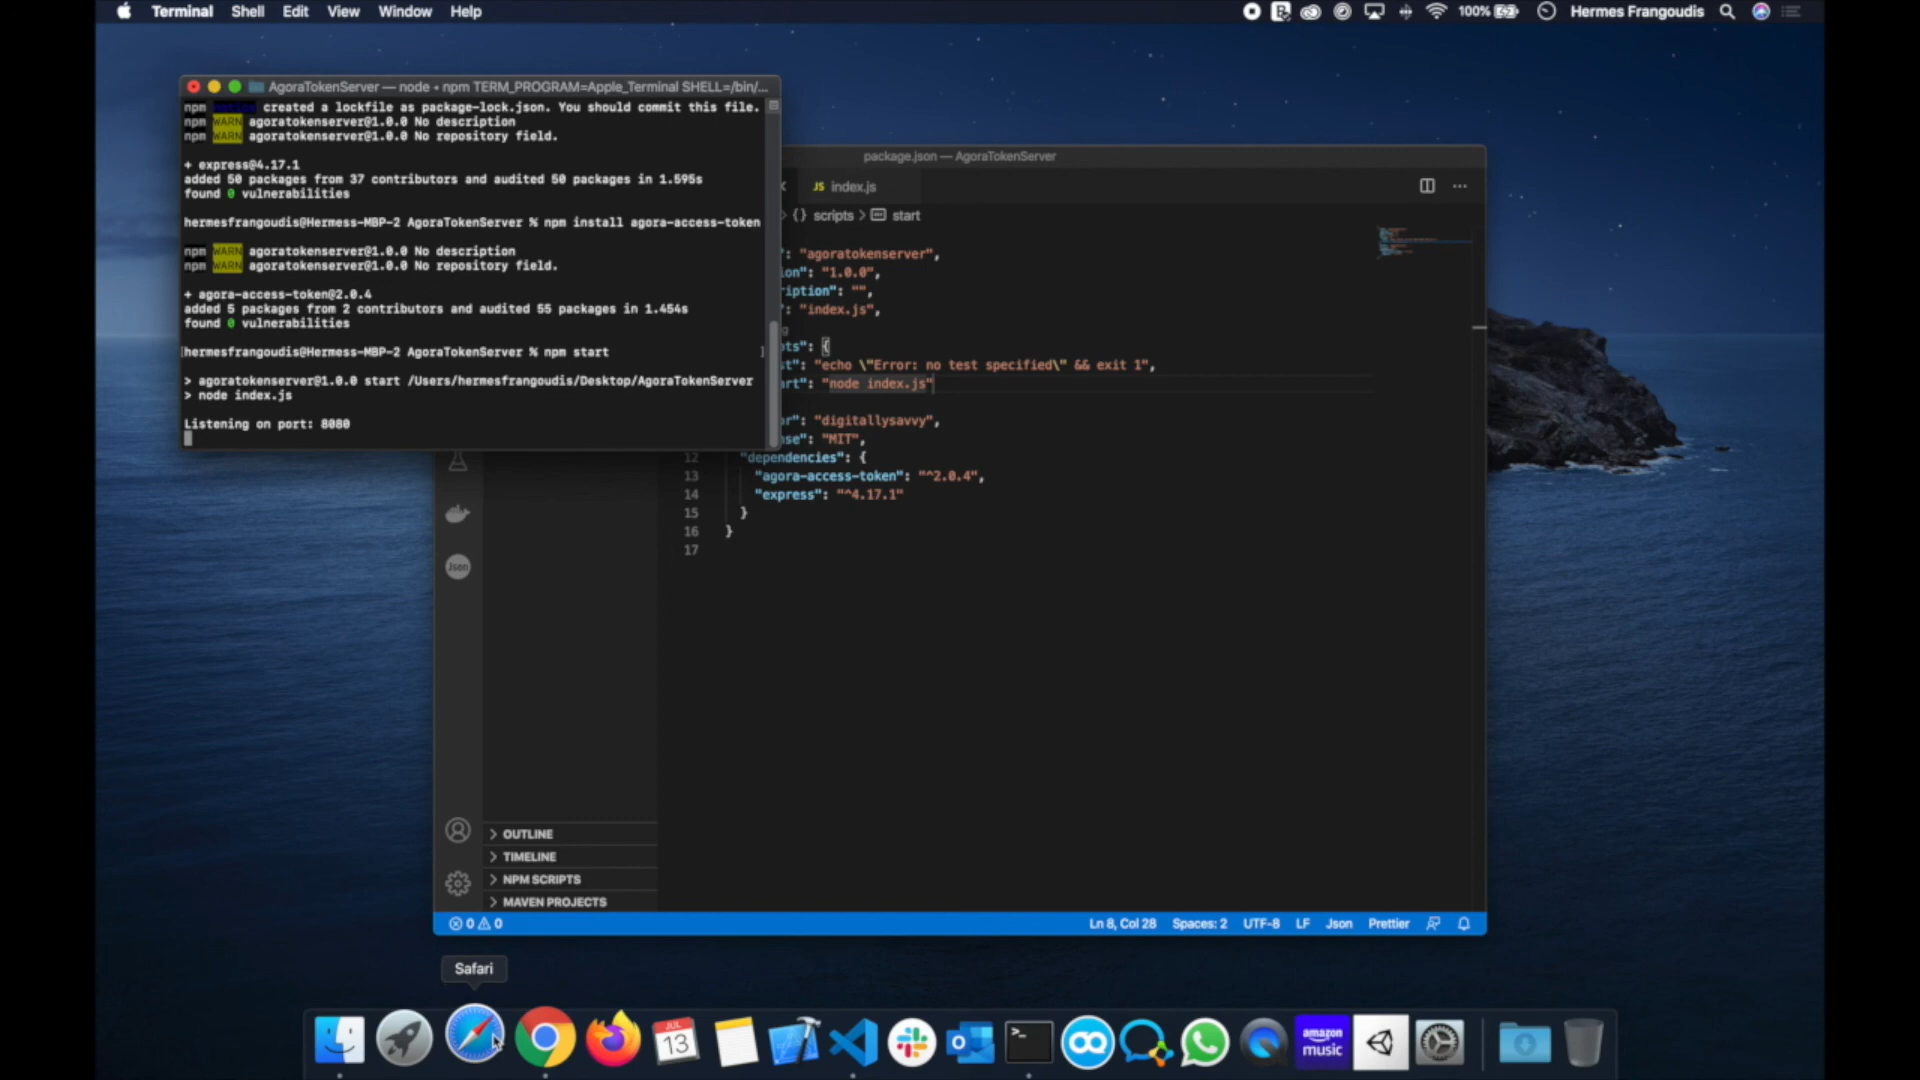 Terminal Shell Edit View Window Help
100% Hermes Frangoudis
AgoraTokenServer — node • npm TERM_PROGRAM=Apple_Terminal SHELL=/bin/...
npm notice created a lockfile as package-lock.json. You should commit this file.
npm WARN agoratokenserver@1.0.0 No description
npm WARN agoratokenserver@1.0.0 No repository field.
+ express@4.17.1
added 50 packages from 37 contributors and audited 50 packages in 1.595s
found 0 vulnerabilities
hermesfrangoudis@Hermess-MBP-2 AgoraTokenServer % npm install agora-access-token
npm WARN agoratokenserver@1.0.0 No description
npm WARN agoratokenserver@1.0.0 No repository field.
+ agora-access-token@2.0.4
added 5 packages from 2 contributors and audited 55 packages in 1.454s
found 0 vulnerabilities
[hermesfrangoudis@Hermess-MBP-2 AgoraTokenServer % npm start ]
> agoratokenserver@1.0.0 start /Users/hermesfrangoudis/Desktop/AgoraTokenServer
> node index.js
Listening on port: 8080
package.json — AgoraTokenServer
JS index.js
{} scripts > start
": "agoratokenserver",
ion": "1.0.0",
ription": "",
": "index.js",
g
ts": {
st": "echo \"Error: no test specified\" && exit 1",
art": "node index.js"
or": "digitallysavvy",
nse": "MIT",
12 "dependencies": {
13 "agora-access-token": "^2.0.4",
14 "express": "^4.17.1"
15 }
16 }
17
Json
OUTLINE
TIMELINE
NPM SCRIPTS
MAVEN PROJECTS
0 0 Ln 8, Col 28 Spaces: 2 UTF-8 LF Json Prettier
Safari
JUL
13
>_
amazon
music